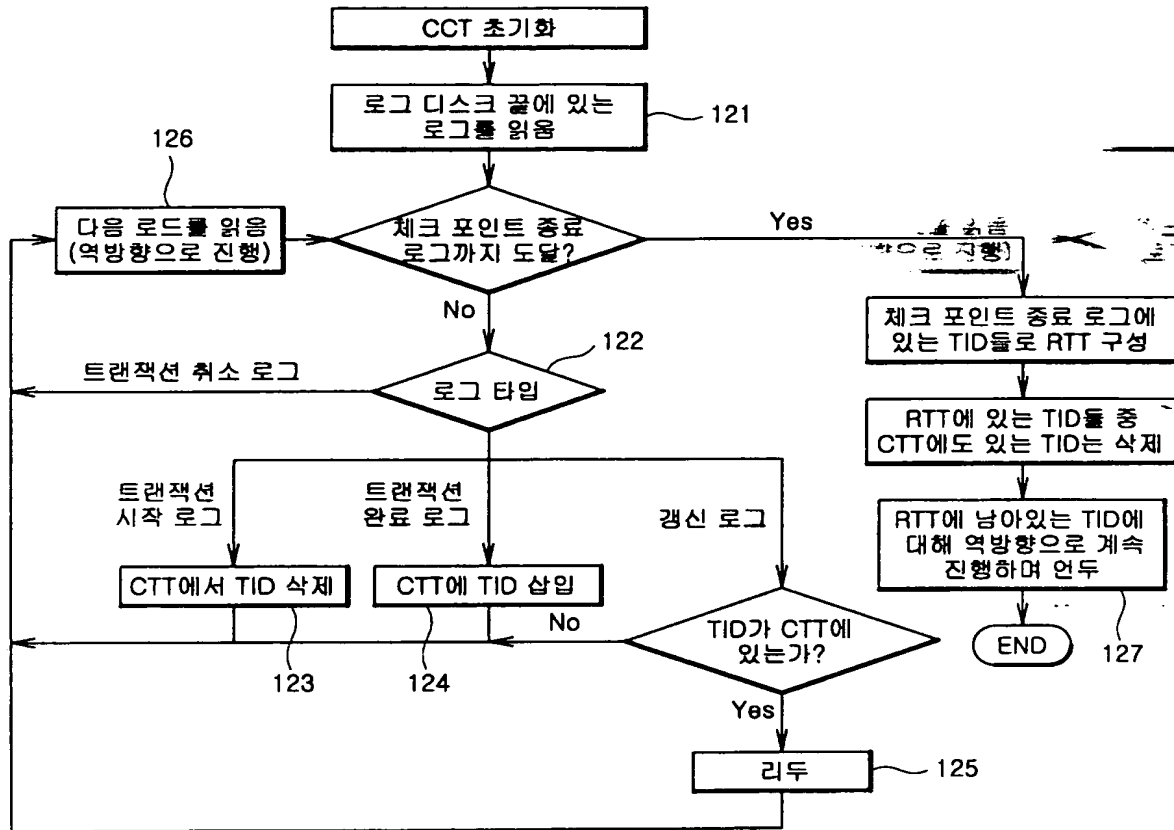 CCT 초기화
로그 디스크 끝에 있는
로그를 읽음
121
126
다음 로드를 읽음
(역방향으로 진행)
체크 포인트 종료
로그까지 도달?
Yes
향으로 진행)
No
체크 포인트 종료 로그에
있는 TID들로 RTT 구성
122
트랜잭션 취소 로그
로그 타입
RTT에 있는 TID들 중
CTT에도 있는 TID는 삭제
트랜잭션
시작 로그
트랜잭션
완료 로그
갱신 로그
RTT에 남아있는 TID에
대해 역방향으로 계속
진행하며 언두
CTT에서 TID 삭제
CTT에 TID 삽입
No
TID가 CTT에
있는가?
END
123
124
127
Yes
리두
125